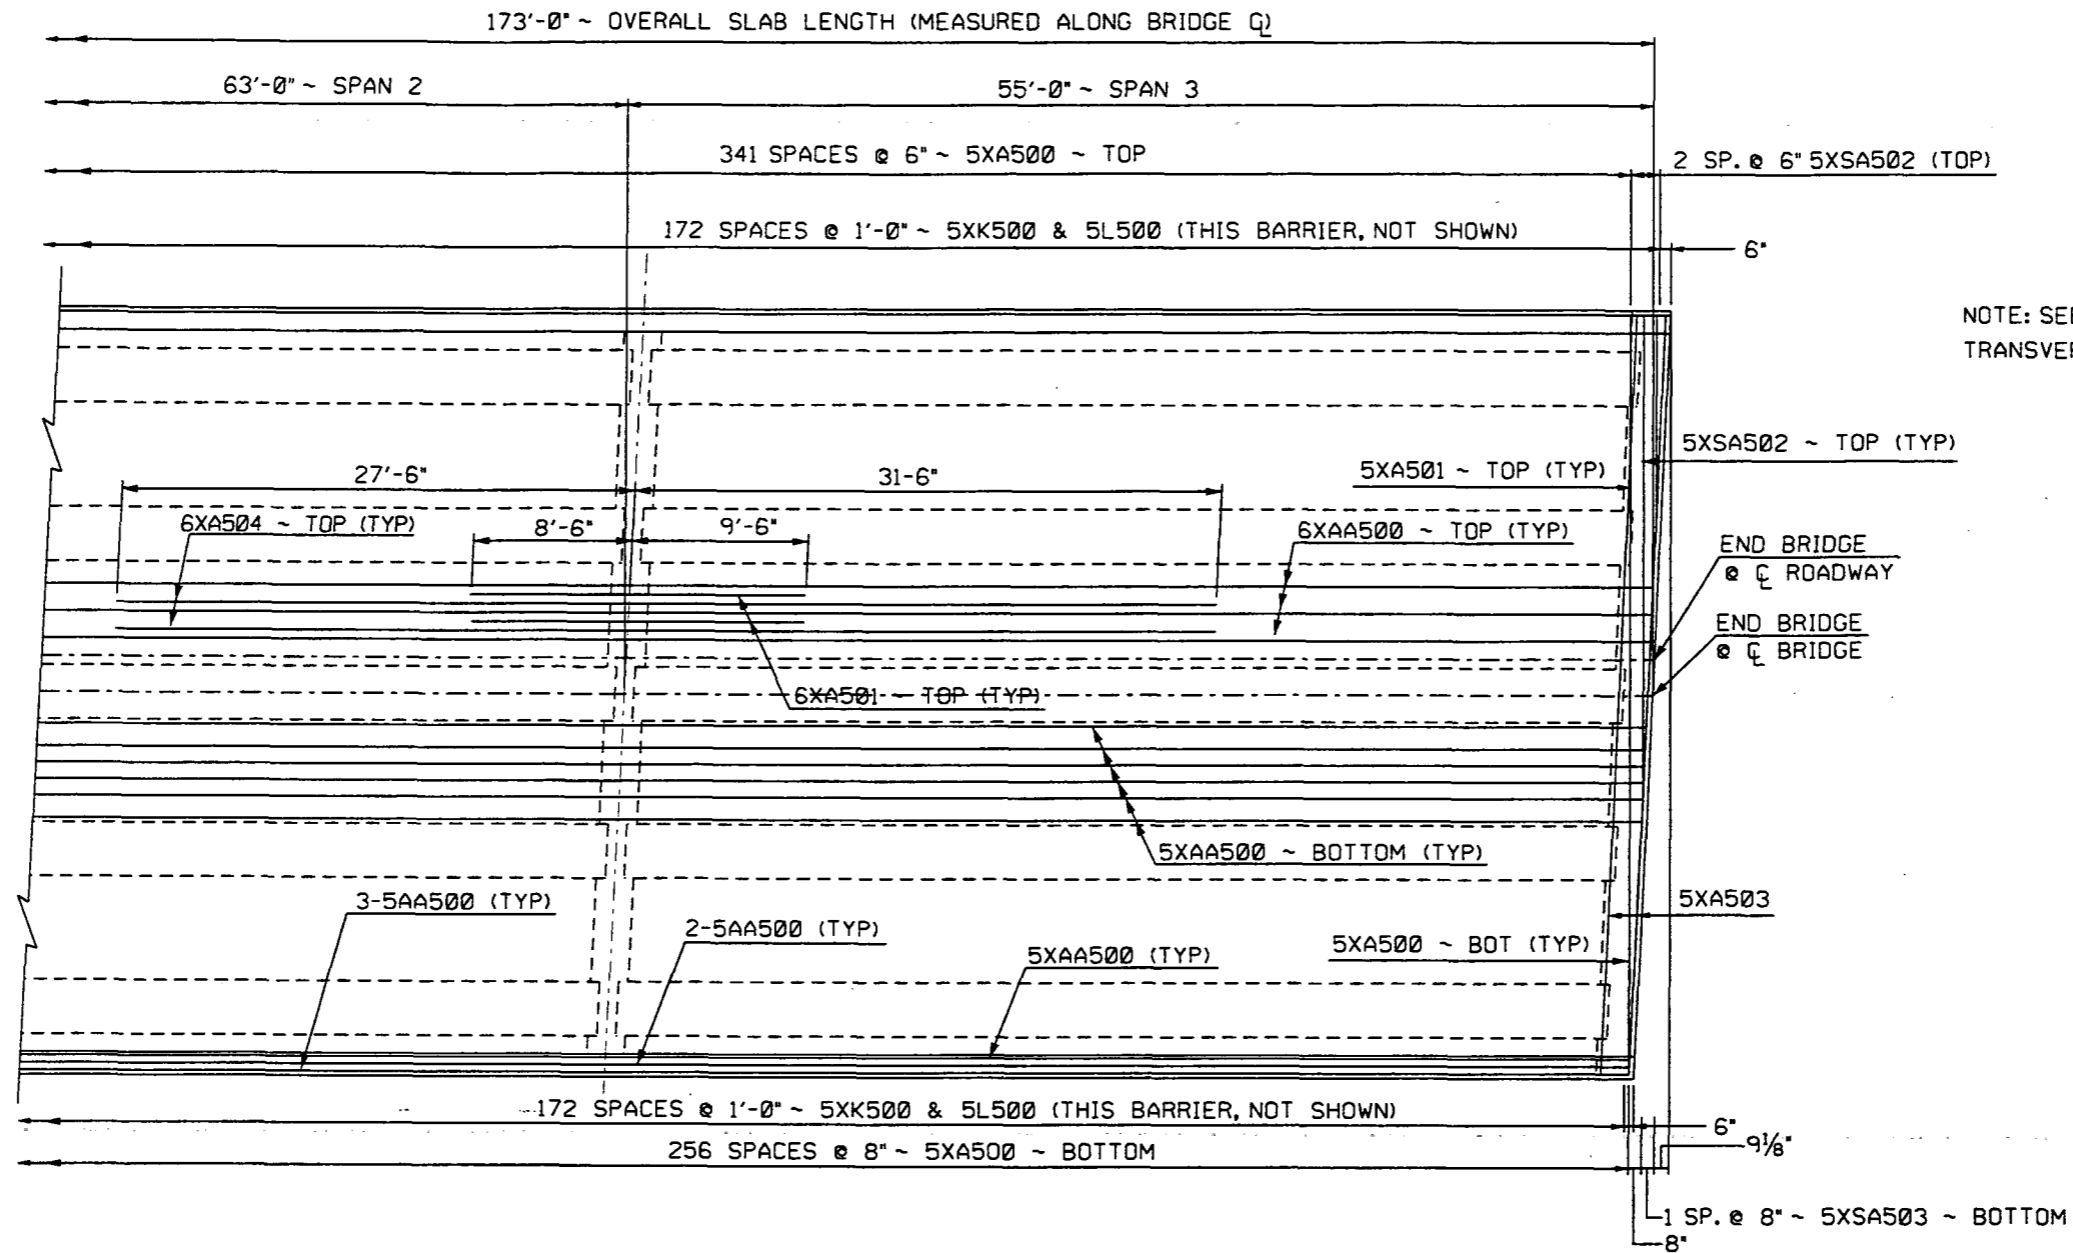 173'-0" ~ OVERALL SLAB LENGTH (MEASURED ALONG BRIDGE ℄)
63'-0" ~ SPAN 2
55'-0" ~ SPAN 3
341 SPACES @ 6" ~ 5XA500 ~ TOP
2 SP. @ 6" 5XSA502 (TOP)
172 SPACES @ 1'-0" ~ 5XK500 & 5L500 (THIS BARRIER, NOT SHOWN)
6"
NOTE: SEE
TRANSVE
5XSA502 ~ TOP (TYP)
5XA501 ~ TOP (TYP)
27'-6"
31-6"
6XA504 ~ TOP (TYP)
8'-6"
9'-6"
6XAA500 ~ TOP (TYP)
END BRIDGE
@ ℄ ROADWAY
END BRIDGE
@ ℄ BRIDGE
6XA501 ~ TOP (TYP)
5XAA500 ~ BOTTOM (TYP)
3-5AA500 (TYP)
2-5AA500 (TYP)
5XAA500 (TYP)
5XA503
5XA500 ~ BOT (TYP)
172 SPACES @ 1'-0" ~ 5XK500 & 5L500 (THIS BARRIER, NOT SHOWN)
6"
9⅛"
256 SPACES @ 8" ~ 5XA500 ~ BOTTOM
1 SP. @ 8" ~ 5XSA503 ~ BOTTOM
8"